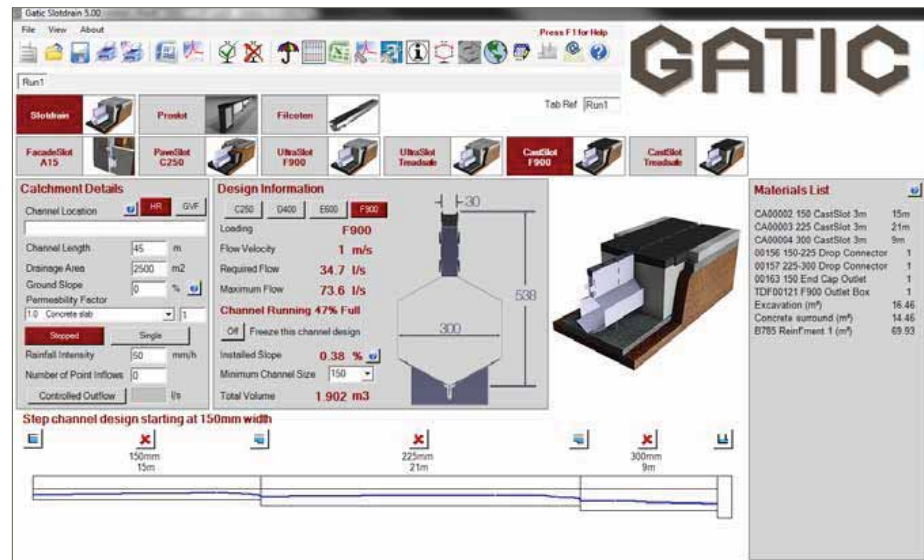 Gatic Slotdrain 5.00
File View About
Press F1 for Help
GATIC
Run1
Tab Ref Run1
Slotdrain Proslot Filcoten
FacadeSlot A15
PaveSlot C250
UltraSlot F900
UltraSlot Treadsafe
CastSlot F900
CastSlot Treadsafe
Catchment Details
Channel Location HR GVF
Channel Length 45 m
Drainage Area 2500 m2
Ground Slope 0 %
Permeability Factor
1.0 Concrete slab 1
Stepped Single
Rainfall Intensity 50 mm/h
Number of Point Inflows 0
Controlled Outflow l/s
Design Information
C250 D400 E600 F900
Loading F900
Flow Velocity 1 m/s
Required Flow 34.7 l/s
Maximum Flow 73.6 l/s
Channel Running 47% Full
Off Freeze this channel design
Installed Slope 0.38 %
Minimum Channel Size 150
Total Volume 1.902 m3
30
538
300
Materials List
CA00002 150 CastSlot 3m 15m
CA00003 225 CastSlot 3m 21m
CA00004 300 CastSlot 3m 9m
00156 150-225 Drop Connector 1
00157 225-300 Drop Connector 1
00163 150 End Cap Outlet 1
TDF00121 F900 Outlet Box 1
Excavation (m³) 16.46
Concrete surround (m³) 14.46
B785 Reinf'ment 1 (m²) 69.93
Step channel design starting at 150mm width
150mm 225mm 300mm
15m 21m 9m